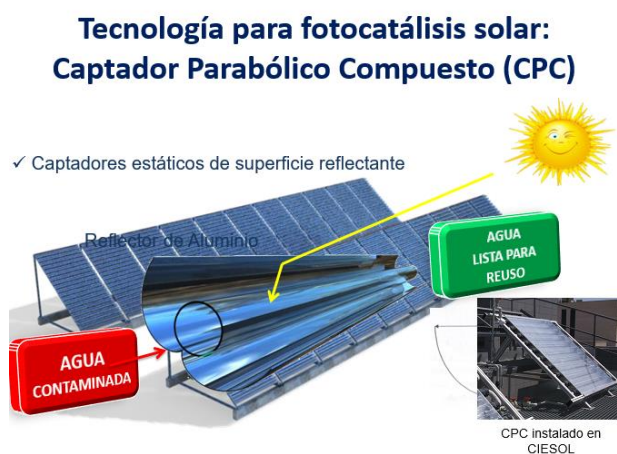 Tecnología para fotocatálisis solar:
Captador Parabólico Compuesto (CPC)
✓ Captadores estáticos de superficie reflectante
Reflector de Aluminio
AGUA
LISTA PARA
REUSO
AGUA
CONTAMINADA
CPC instalado en
CIESOL